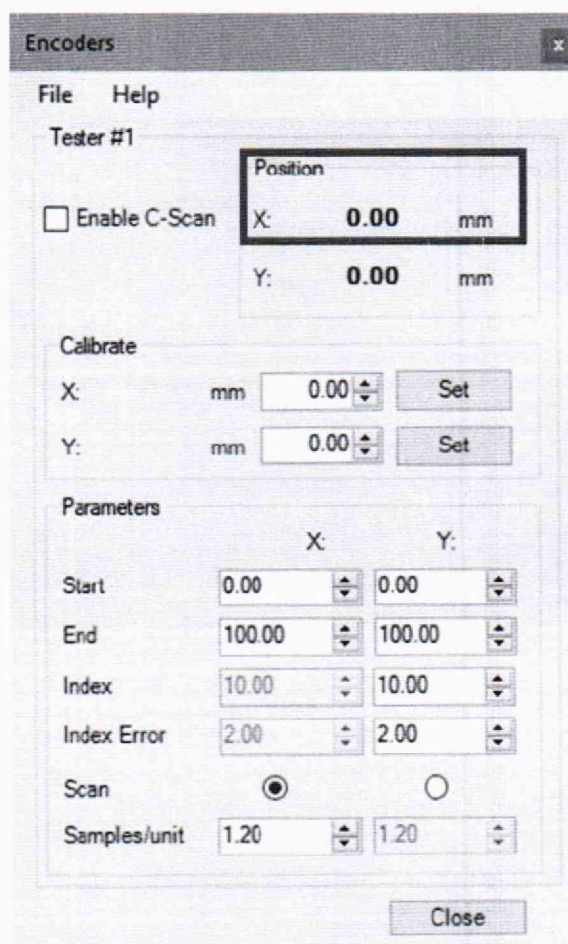 Encoders x
File Help
Tester #1
Position
Enable C-Scan X: 0.00 mm
Y: 0.00 mm
Calibrate
X: mm 0.00 Set
Y: mm 0.00 Set
Parameters
X: Y:
Start 0.00 0.00
End 100.00 100.00
Index 10.00 10.00
Index Error 2.00 2.00
Scan
Samples/unit 1.20 1.20
Close